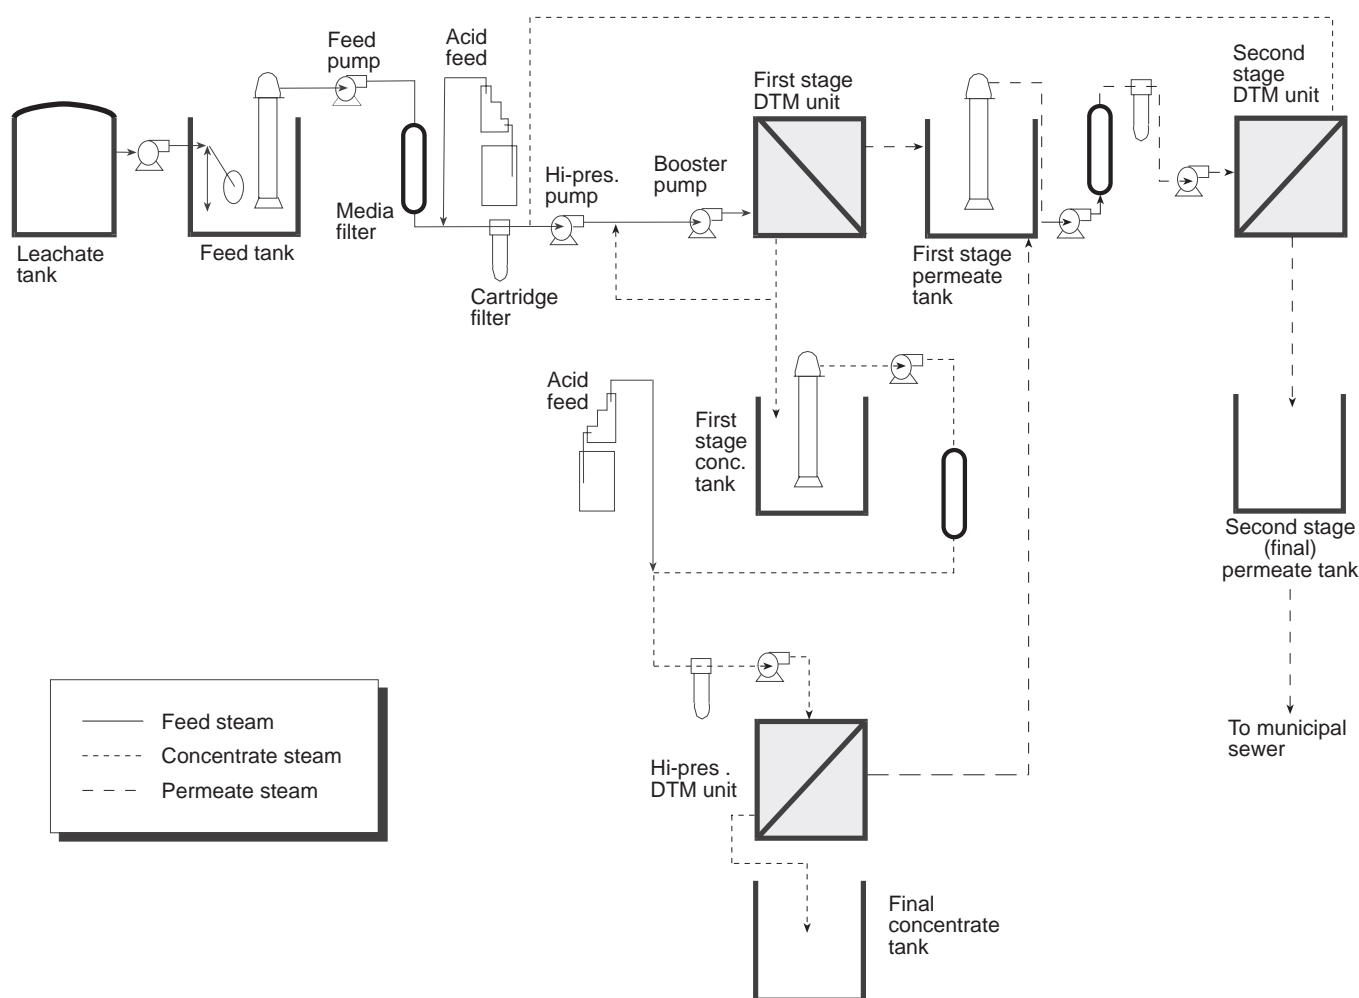 Feed
pump
Acid
feed
First stage
DTM unit
Second
stage
DTM unit
Leachate
tank
Feed tank
Media
filter
Cartridge
filter
Hi-pres.
pump
Booster
pump
First stage
permeate
tank
Acid
feed
First
stage
conc.
tank
Second stage
(final)
permeate tank
To municipal
sewer
Hi-pres .
DTM unit
Final
concentrate
tank
Feed steam
Concentrate steam
Permeate steam